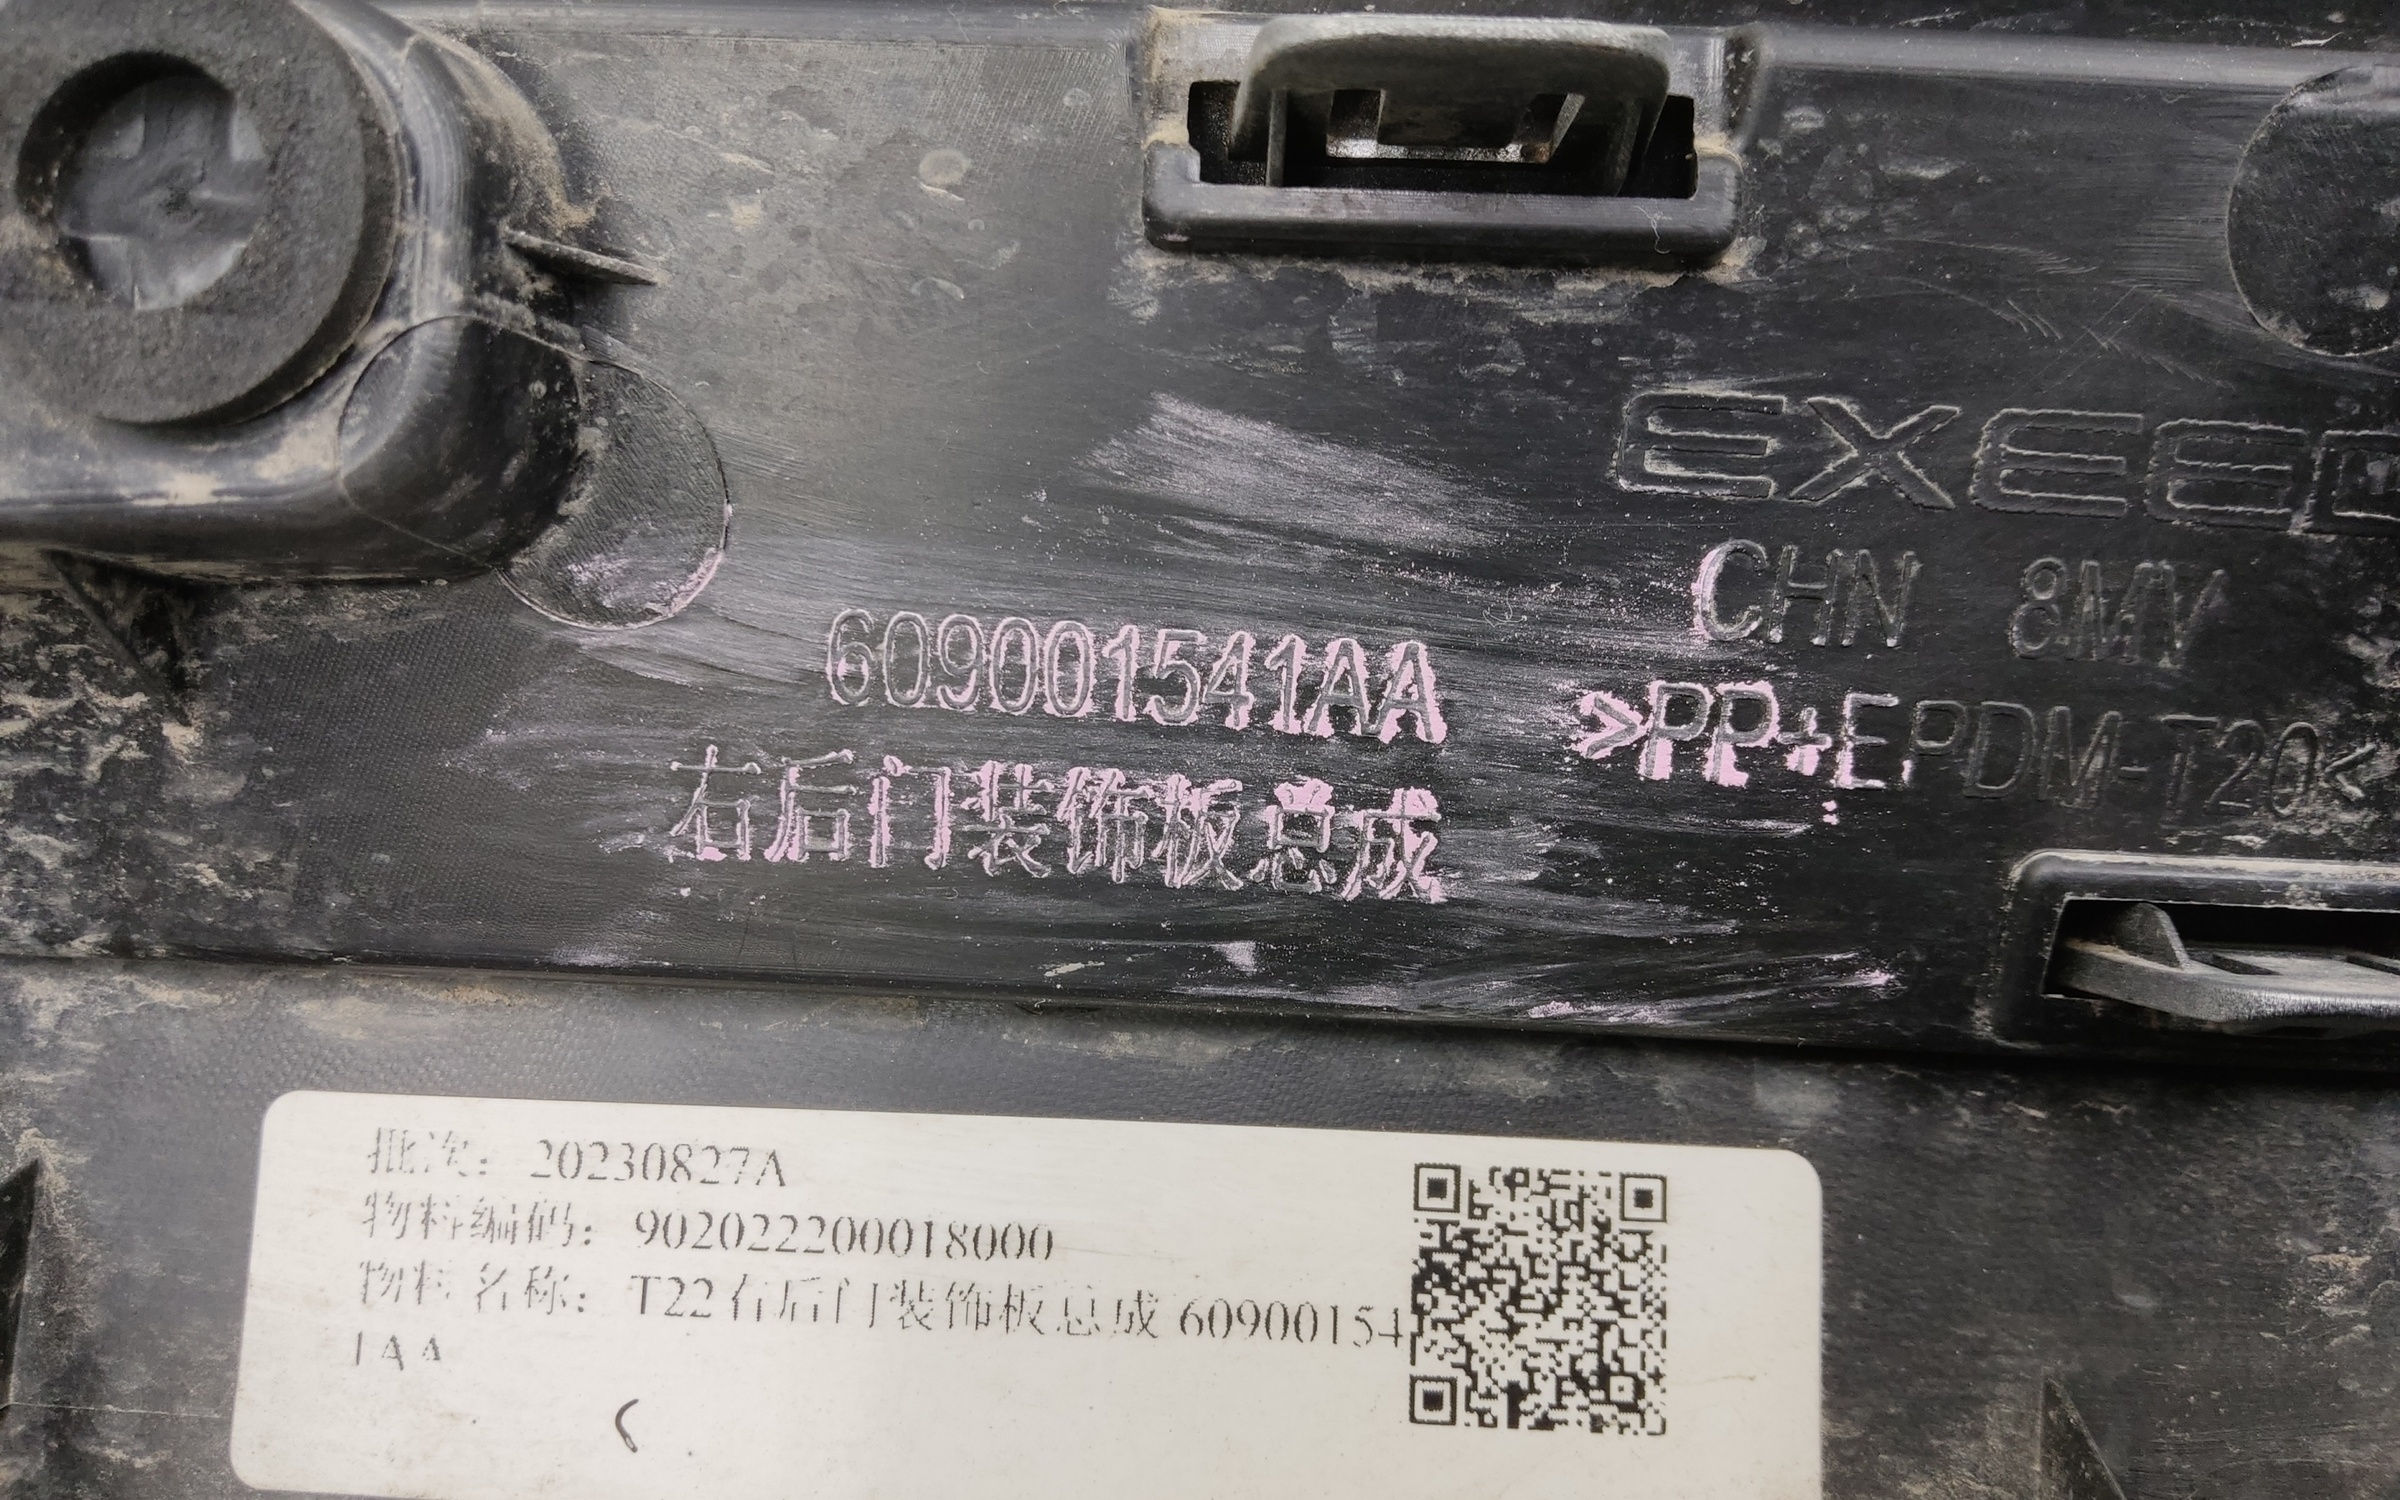 EXEED
CHN 8MV
609001541AA
>PP+EPDM-T20<
右后门装饰板总成
批次：20230827A
物料编码：902022200018000
物料名称：T22右后门装饰板总成 60900154
1AA